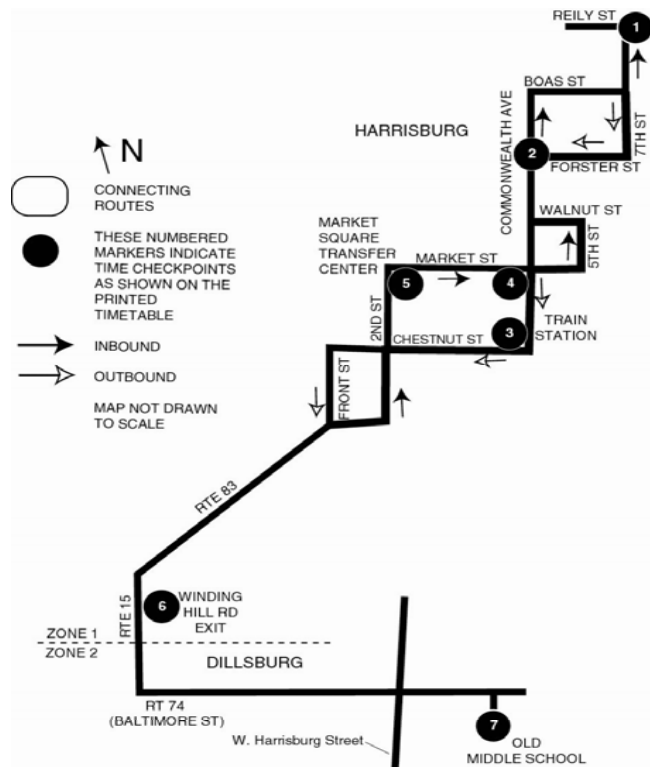 REILY ST
1
BOAS ST
HARRISBURG
COMMONWEALTH AVE
7TH ST
2
FORSTER ST
N
CONNECTING
ROUTES
THESE NUMBERED
MARKERS INDICATE
TIME CHECKPOINTS
AS SHOWN ON THE
PRINTED
TIMETABLE
INBOUND
OUTBOUND
MAP NOT DRAWN
TO SCALE
WALNUT ST
5TH ST
MARKET
SQUARE
TRANSFER
CENTER
MARKET ST
5
4
2ND ST
3
TRAIN
STATION
CHESTNUT ST
FRONT ST
RTE 83
RTE 15
6
WINDING
HILL RD
EXIT
ZONE 1
ZONE 2
DILLSBURG
RT 74
(BALTIMORE ST)
W. Harrisburg Street
7
OLD
MIDDLE SCHOOL